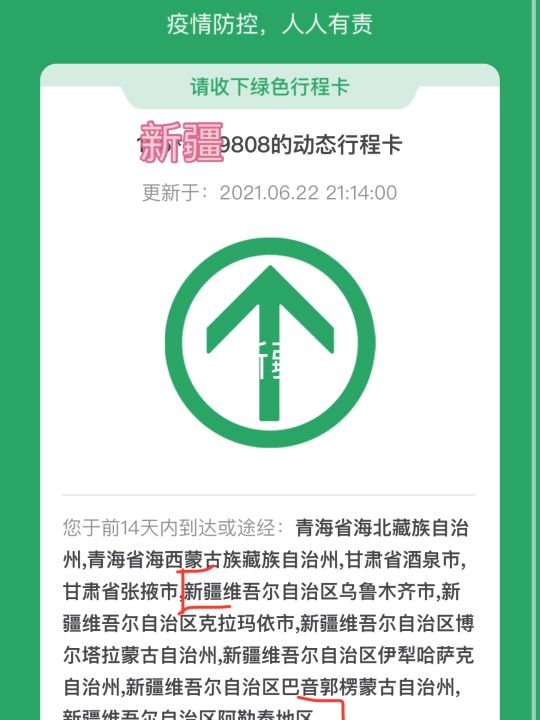 疫情防控，人人有责
请收下绿色行程卡
新疆
9808的动态行程卡
更新于：2021.06.22 21:14:00
您于前14天内到达或途经：青海省海北藏族自治
州,青海省海西蒙古族藏族自治州,甘肃省酒泉市,
甘肃省张掖市,新疆维吾尔自治区乌鲁木齐市,新
疆维吾尔自治区克拉玛依市,新疆维吾尔自治区博
尔塔拉蒙古自治州,新疆维吾尔自治区伊犁哈萨克
自治州,新疆维吾尔自治区巴音郭楞蒙古自治州,
新疆维吾尔自治区阿勒泰地区